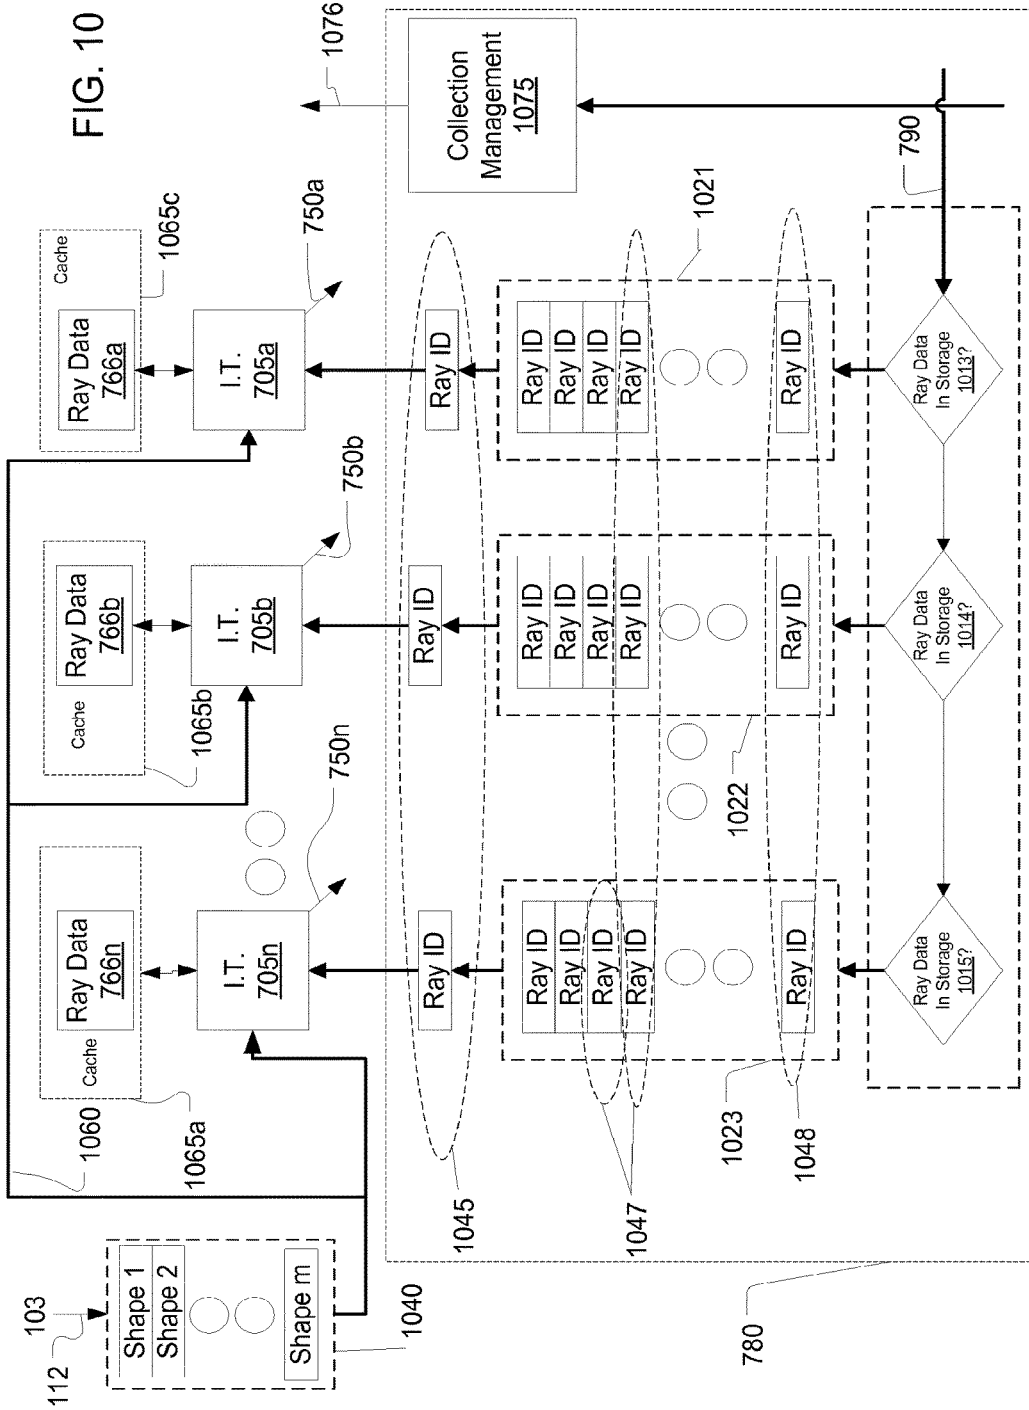 FIG. 10
103
112
Shape 1
Shape 2
Shape m
1040
1060
1065a
Cache
Ray Data
766n
I.T.
705n
750n
1065b
Cache
Ray Data
766b
I.T.
705b
750b
1065c
Cache
Ray Data
766a
I.T.
705a
750a
1076
Collection
Management
1075
1045
Ray ID
Ray ID
Ray ID
1047
1023
Ray ID
Ray ID
Ray ID
Ray ID
Ray ID
1022
Ray ID
Ray ID
Ray ID
Ray ID
Ray ID
1021
Ray ID
Ray ID
Ray ID
Ray ID
Ray ID
1048
780
790
Ray Data
In Storage
1015?
Ray Data
In Storage
1014?
Ray Data
In Storage
1013?